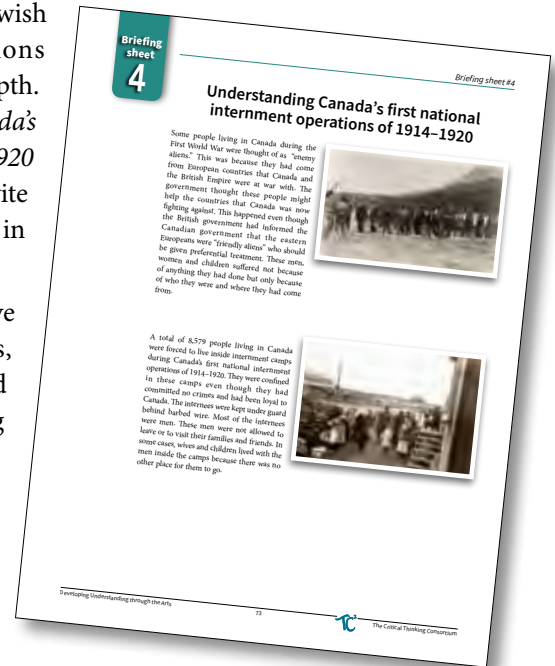 wish
ions
pth.
da's
920
ite
in
ve
s,
d
g
Briefing
sheet
4
Briefing sheet #4
Understanding Canada's first national
internment operations of 1914–1920
Some people living in Canada during the
First World War were thought of as "enemy
aliens." This was because they had come
from European countries that Canada and
the British Empire were at war with. The
government thought these people might
help the countries that Canada was now
fighting against. This happened even though
the British government had informed the
Canadian government that the eastern
Europeans were "friendly aliens" who should
be given preferential treatment. These men,
women and children suffered not because
of anything they had done but only because
of who they were and where they had come
from.
A total of 8,579 people living in Canada
were forced to live inside internment camps
during Canada's first national internment
operations of 1914–1920. They were confined
in these camps even though they had
committed no crimes and had been loyal to
Canada. The internees were kept under guard
behind barbed wire. Most of the internees
were men. These men were not allowed to
leave or to visit their families and friends. In
some cases, wives and children lived with the
men inside the camps because there was no
other place for them to go.
Developing Understanding through the Arts
73
TC²
The Critical Thinking Consortium